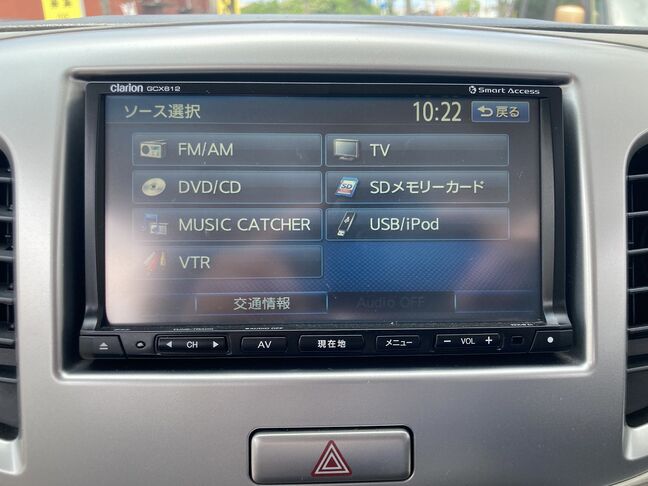 clarion GCX612 Smart Access
ソース選択 10:22 戻る
FM/AM TV
DVD/CD SD SDメモリーカード
MUSIC CATCHER USB/iPod
VTR
交通情報 Audio OFF
CH AV 現在地 メニュー − VOL +